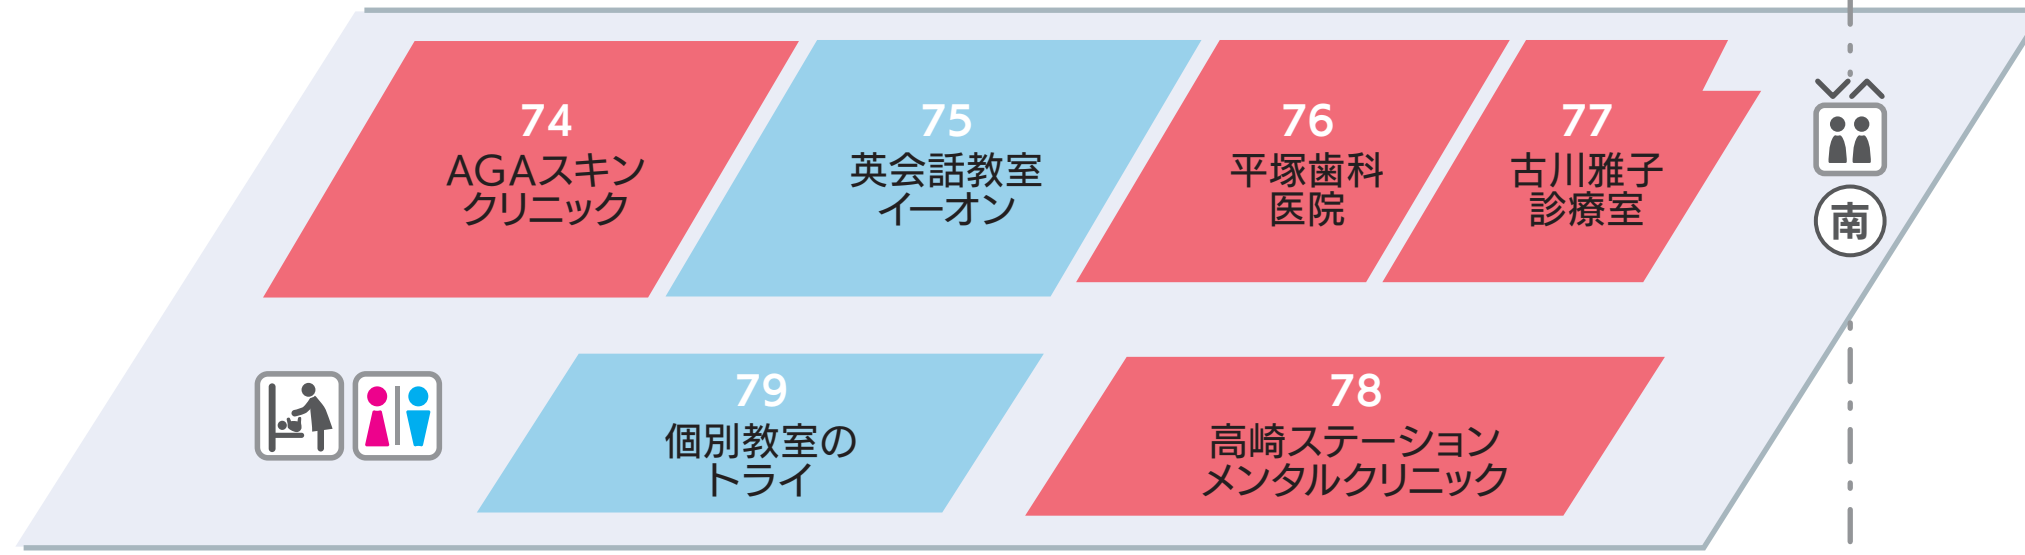 74
AGAスキン
クリニック
75
英会話教室
イーオン
76
平塚歯科
医院
77
古川雅子
診療室
南
79
個別教室の
トライ
78
高崎ステーション
メンタルクリニック